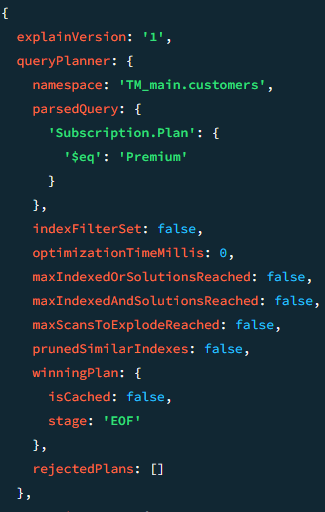 {
explainVersion: '1',
queryPlanner: {
namespace: 'TM_main.customers',
parsedQuery: {
'Subscription.Plan': {
'$eq': 'Premium'
}
},
indexFilterSet: false,
optimizationTimeMillis: 0,
maxIndexedOrSolutionsReached: false,
maxIndexedAndSolutionsReached: false,
maxScansToExplodeReached: false,
prunedSimilarIndexes: false,
winningPlan: {
isCached: false,
stage: 'EOF'
},
rejectedPlans: []
},